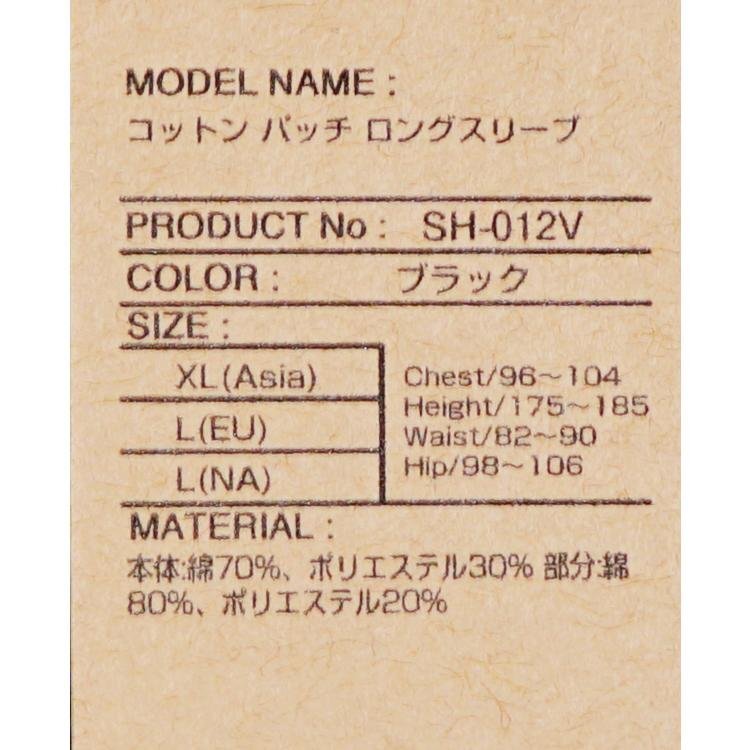 MODEL NAME :
コットン パッチ ロングスリーブ
PRODUCT No : SH-012V
COLOR : ブラック
SIZE :
XL(Asia)
L(EU)
L(NA)
Chest/96～104
Height/175～185
Waist/82～90
Hip/98～106
MATERIAL :
本体:綿70%、ポリエステル30% 部分:綿
80%、ポリエステル20%